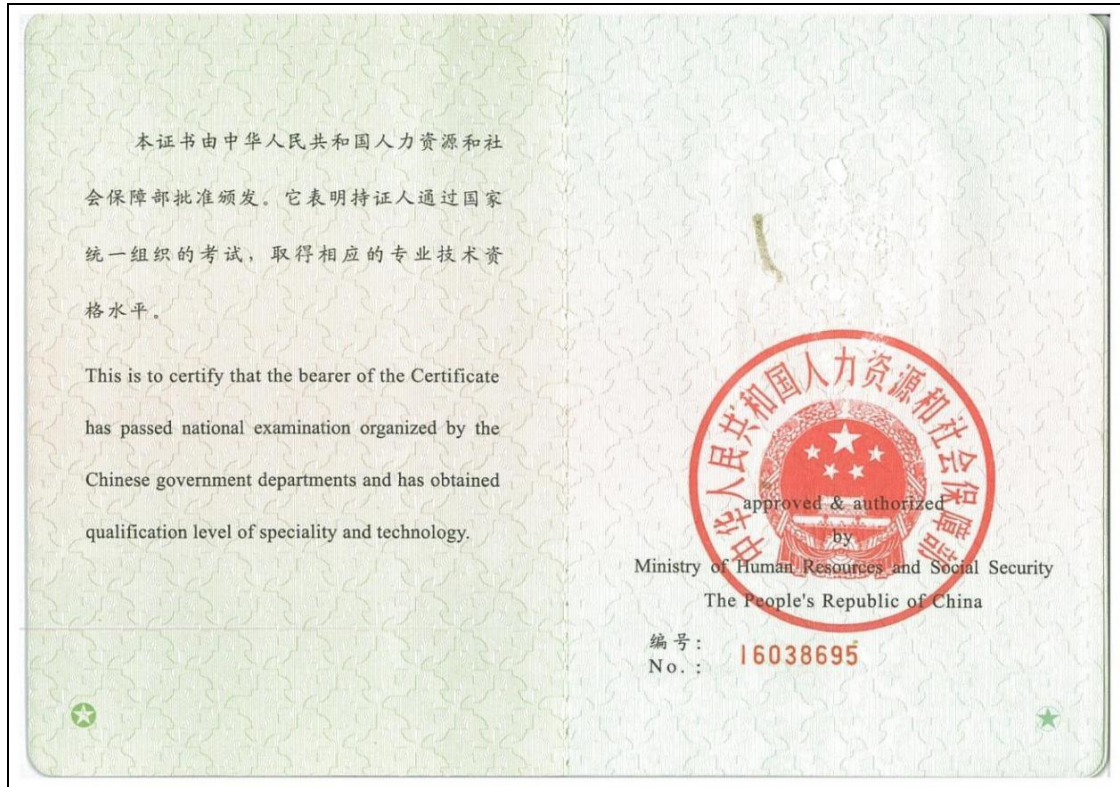 本证书由中华人民共和国人力资源和社
会保障部批准颁发。它表明持证人通过国家
统一组织的考试，取得相应的专业技术资
格水平。
This is to certify that the bearer of the Certificate
has passed national examination organized by the
Chinese government departments and has obtained
qualification level of speciality and technology.
中华人民共和国人力资源和社会保障部
approved & authorized
by
Ministry of Human Resources and Social Security
The People's Republic of China
编号：
No.：
16038695